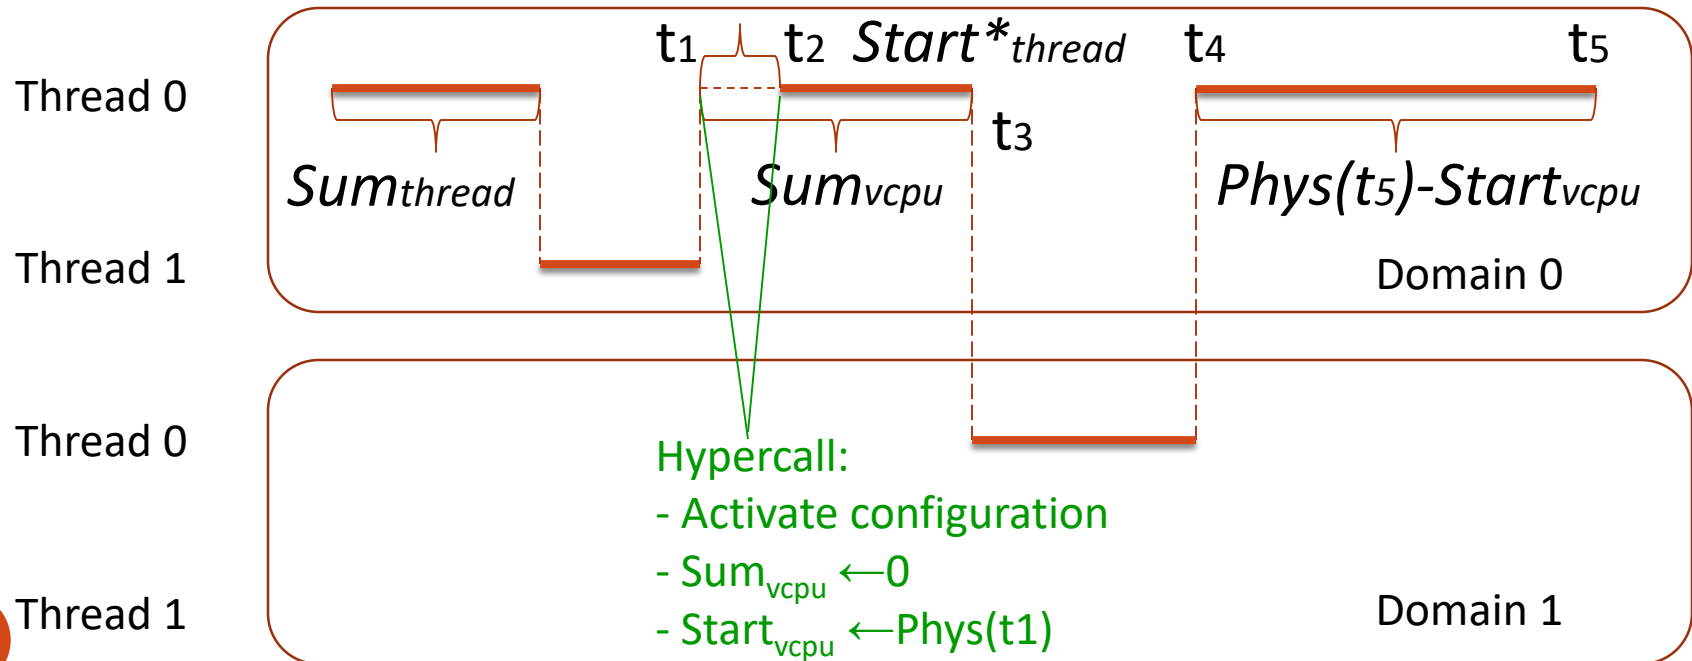 t1 t2 Start*thread t4 t5
Thread 0
t3
Sumthread Sumvcpu Phys(t5)-Startvcpu
Thread 1 Domain 0
Thread 0
Hypercall:
- Activate configuration
- Sumvcpu ←0
- Startvcpu ←Phys(t1)
Thread 1 Domain 1